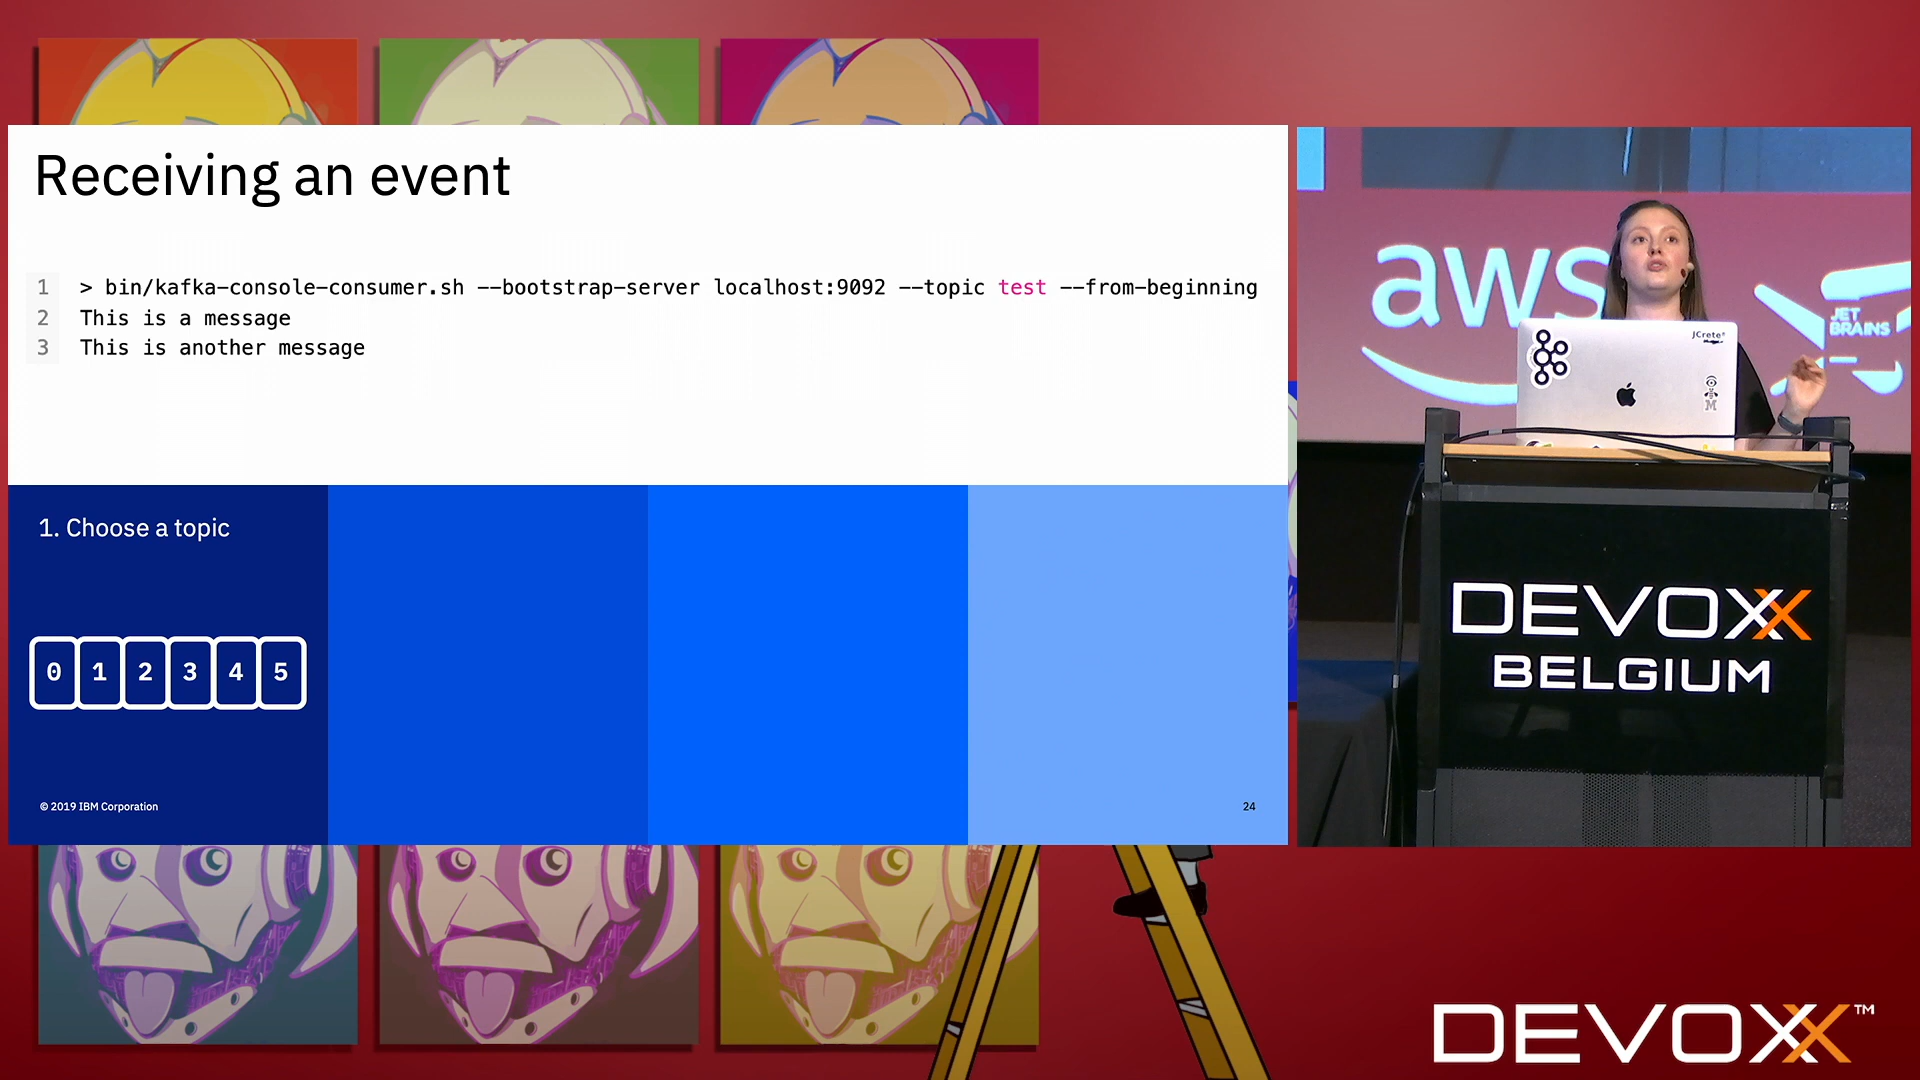 Receiving an event
1 > bin/kafka-console-consumer.sh --bootstrap-server localhost:9092 --topic test --from-beginning
2 This is a message
3 This is another message
1. Choose a topic
0 1 2 3 4 5
© 2019 IBM Corporation
24
aws
JET
BRAINS
JCrete
M
DEVOXX
BELGIUM
DEVOXX™